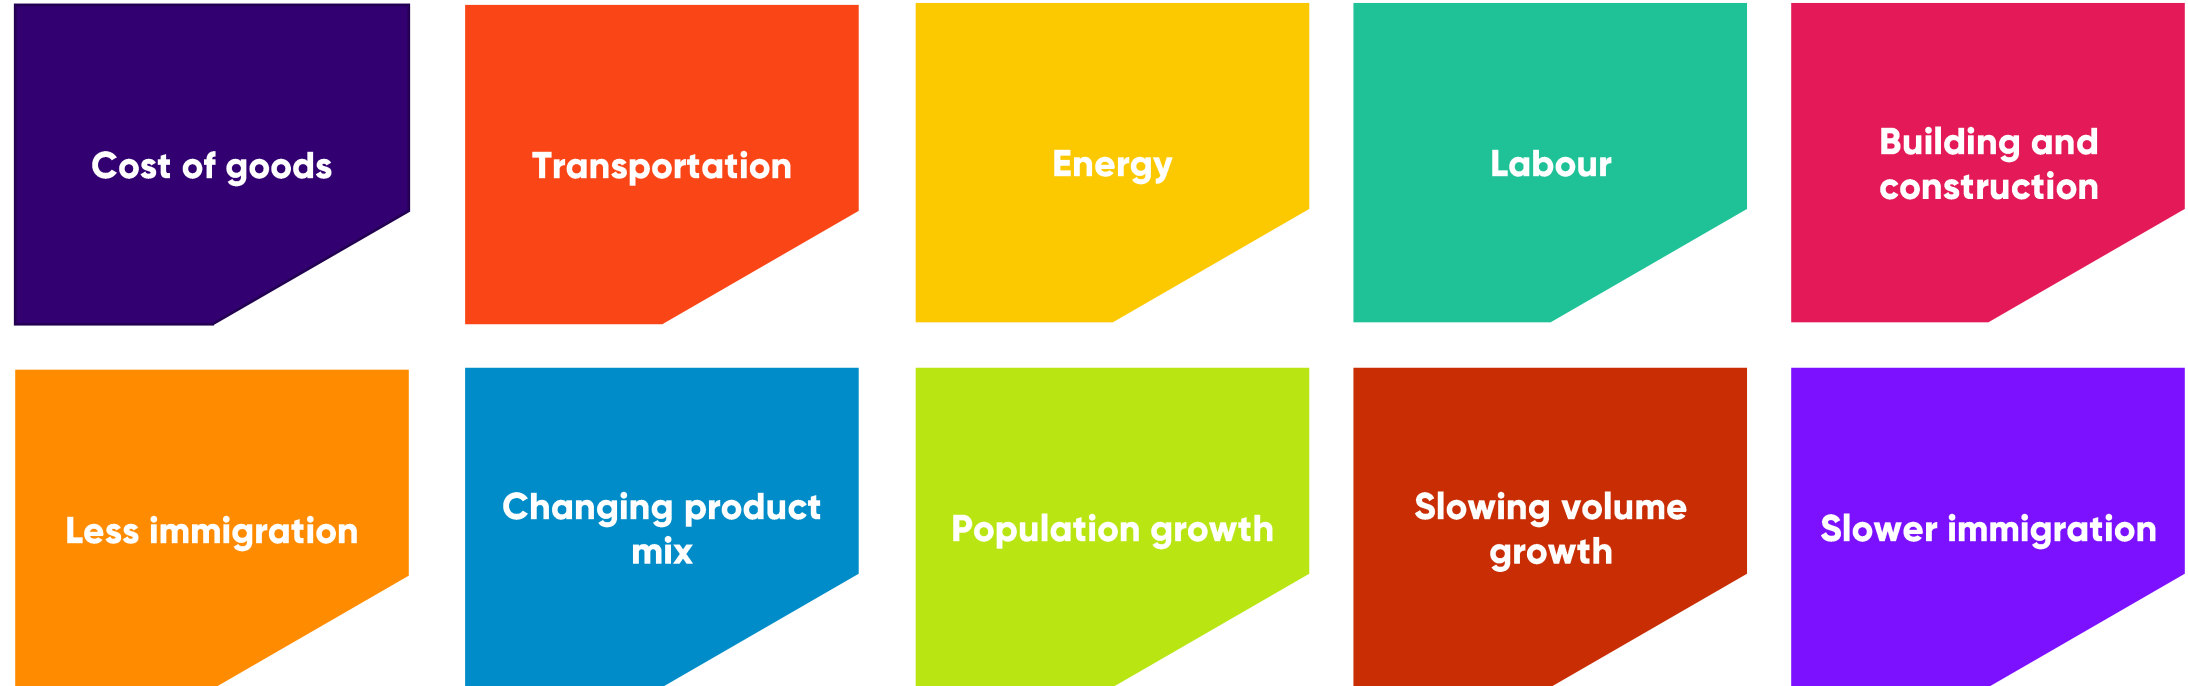 Cost of goods
Transportation
Energy
Labour
Building and
construction
Less immigration
Changing product
mix
Population growth
Slowing volume
growth
Slower immigration